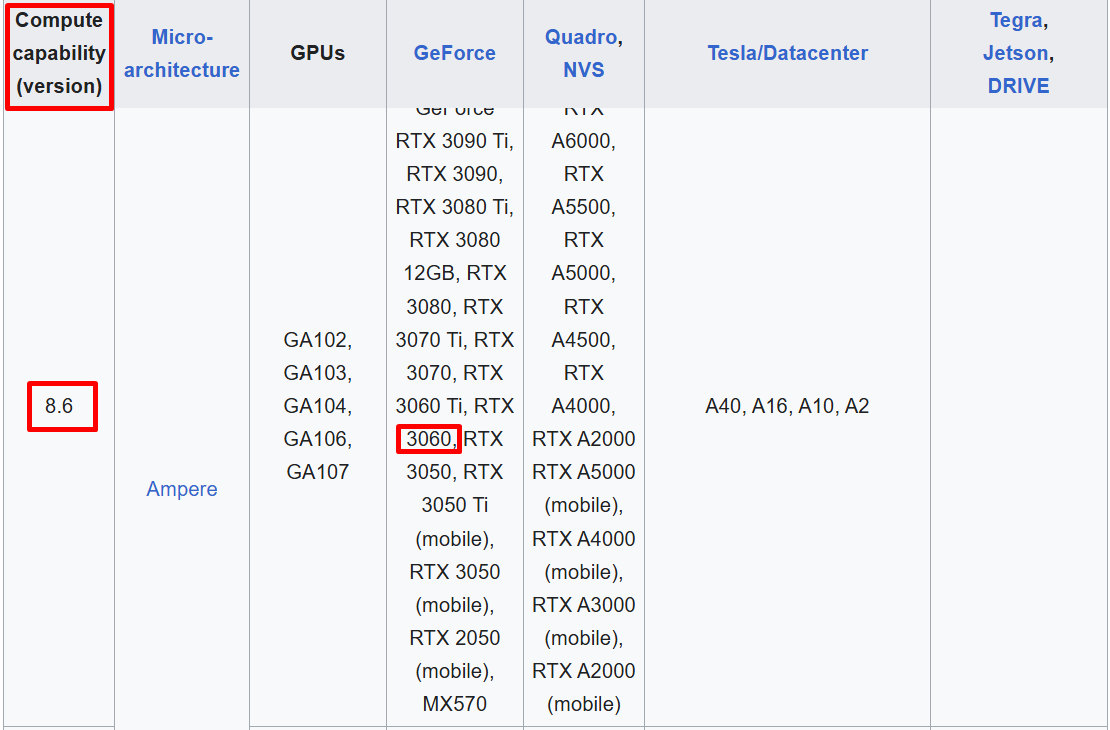 Compute
capability
(version)
Micro-
architecture
GPUs
GeForce
Quadro,
NVS
Tesla/Datacenter
Tegra,
Jetson,
DRIVE
8.6
Ampere
GA102,
GA103,
GA104,
GA106,
GA107
GeForce
RTX 3090 Ti,
RTX 3090,
RTX 3080 Ti,
RTX 3080
12GB, RTX
3080, RTX
3070 Ti, RTX
3070, RTX
3060 Ti, RTX
3060, RTX
3050, RTX
3050 Ti
(mobile),
RTX 3050
(mobile),
RTX 2050
(mobile),
MX570
RTX
A6000,
RTX
A5500,
RTX
A5000,
RTX
A4500,
RTX
A4000,
RTX A2000
RTX A5000
(mobile),
RTX A4000
(mobile),
RTX A3000
(mobile),
RTX A2000
(mobile)
A40, A16, A10, A2